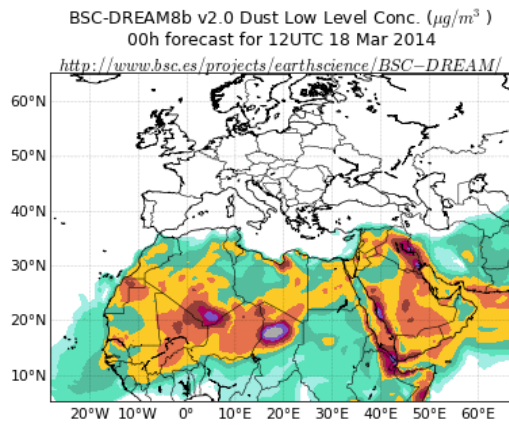 BSC-DREAM8b v2.0 Dust Low Level Conc. (μg/m³ )
00h forecast for 12UTC 18 Mar 2014
http://www.bsc.es/projects/earthscience/BSC−DREAM/
60°N
50°N
40°N
30°N
20°N
10°N
20°W 10°W 0° 10°E 20°E 30°E 40°E 50°E 60°E